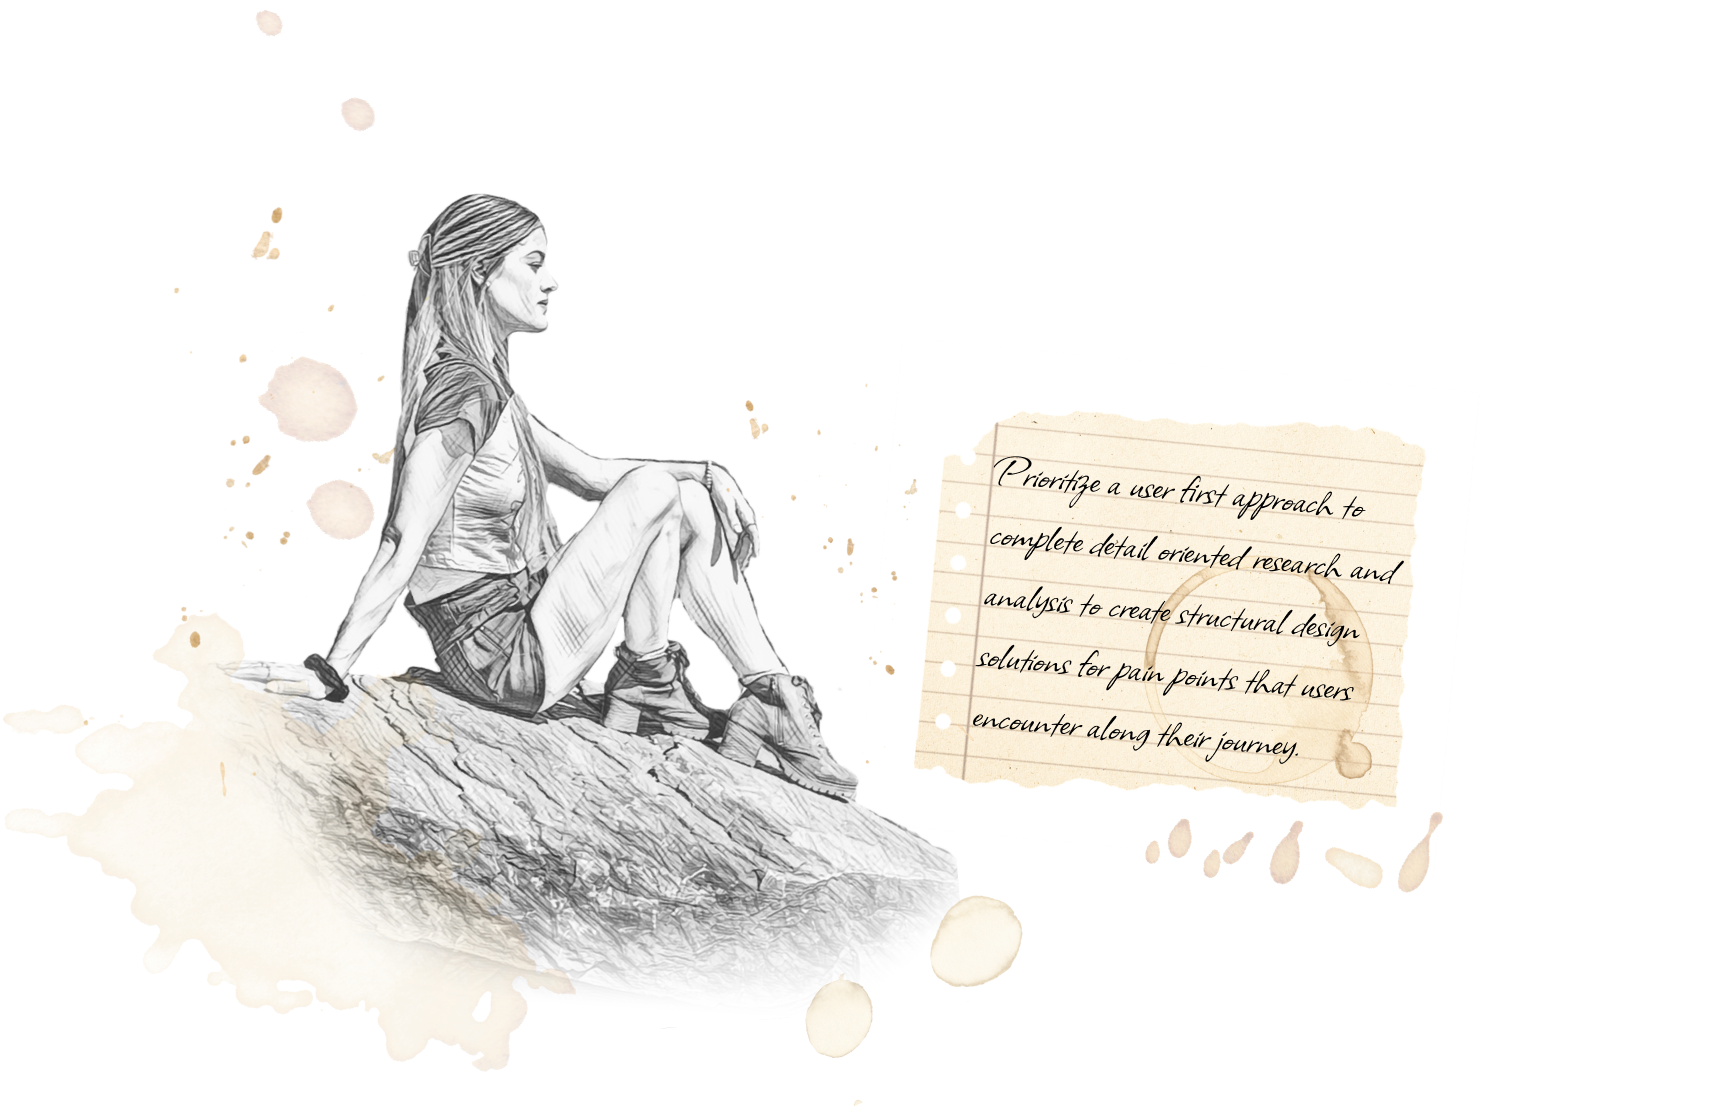 Prioritize a user first approach to
complete detail oriented research and
analysis to create structural design
solutions for pain points that users
encounter along their journey.